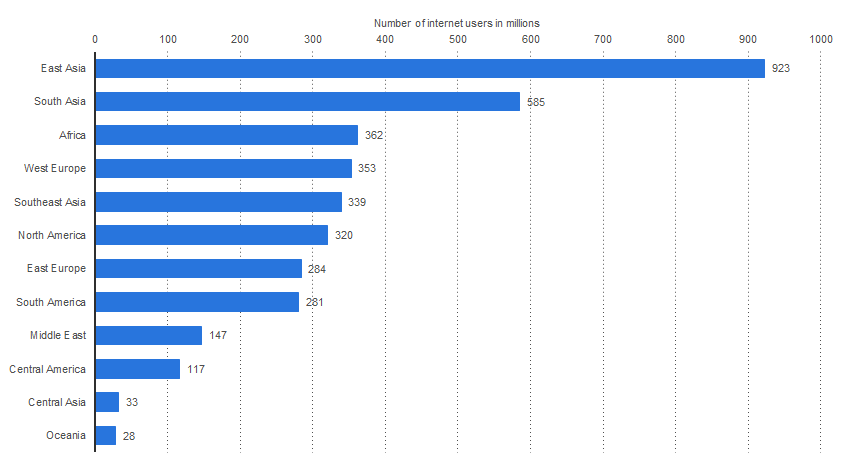 Number of internet users in millions
0 100 200 300 400 500 600 700 800 900 1000
East Asia 923
South Asia 585
Africa 362
West Europe 353
Southeast Asia 339
North America 320
East Europe 284
South America 281
Middle East 147
Central America 117
Central Asia 33
Oceania 28